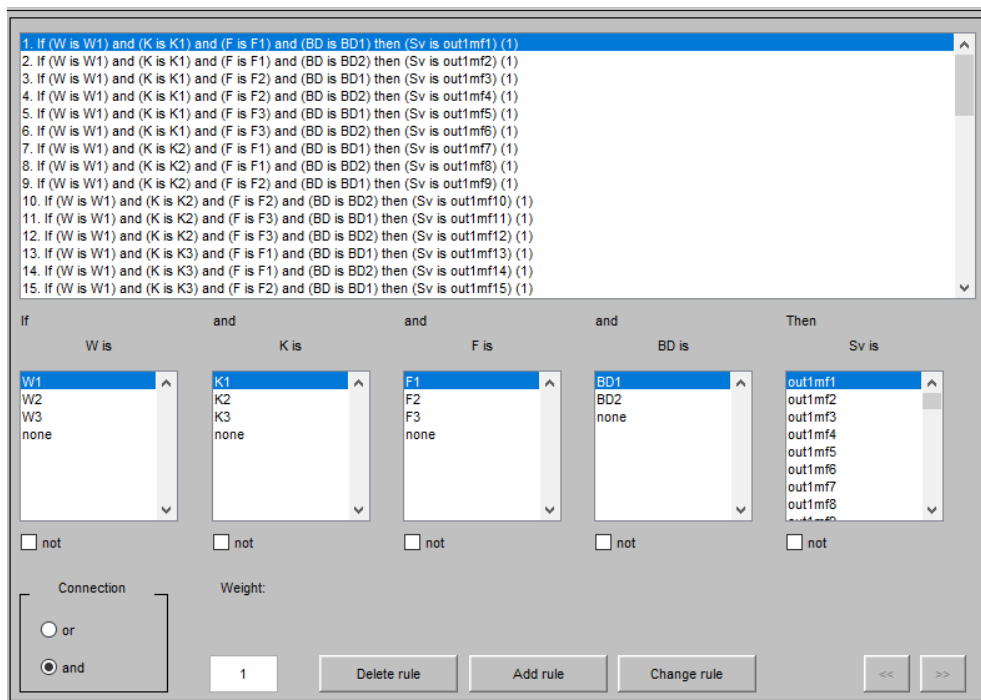 1. If (W is W1) and (K is K1) and (F is F1) and (BD is BD1) then (Sv is out1mf1) (1)
2. If (W is W1) and (K is K1) and (F is F1) and (BD is BD2) then (Sv is out1mf2) (1)
3. If (W is W1) and (K is K1) and (F is F2) and (BD is BD1) then (Sv is out1mf3) (1)
4. If (W is W1) and (K is K1) and (F is F2) and (BD is BD2) then (Sv is out1mf4) (1)
5. If (W is W1) and (K is K1) and (F is F3) and (BD is BD1) then (Sv is out1mf5) (1)
6. If (W is W1) and (K is K1) and (F is F3) and (BD is BD2) then (Sv is out1mf6) (1)
7. If (W is W1) and (K is K2) and (F is F1) and (BD is BD1) then (Sv is out1mf7) (1)
8. If (W is W1) and (K is K2) and (F is F1) and (BD is BD2) then (Sv is out1mf8) (1)
9. If (W is W1) and (K is K2) and (F is F2) and (BD is BD1) then (Sv is out1mf9) (1)
10. If (W is W1) and (K is K2) and (F is F2) and (BD is BD2) then (Sv is out1mf10) (1)
11. If (W is W1) and (K is K2) and (F is F3) and (BD is BD1) then (Sv is out1mf11) (1)
12. If (W is W1) and (K is K2) and (F is F3) and (BD is BD2) then (Sv is out1mf12) (1)
13. If (W is W1) and (K is K3) and (F is F1) and (BD is BD1) then (Sv is out1mf13) (1)
14. If (W is W1) and (K is K3) and (F is F1) and (BD is BD2) then (Sv is out1mf14) (1)
15. If (W is W1) and (K is K3) and (F is F2) and (BD is BD1) then (Sv is out1mf15) (1)
If and and and Then
W is K is F is BD is Sv is
W1 K1 F1 BD1 out1mf1
W2 K2 F2 BD2 out1mf2
W3 K3 F3 none out1mf3
none none none out1mf4
out1mf5
out1mf6
out1mf7
out1mf8
not not not not not
Connection Weight:
or
and 1 Delete rule Add rule Change rule << >>